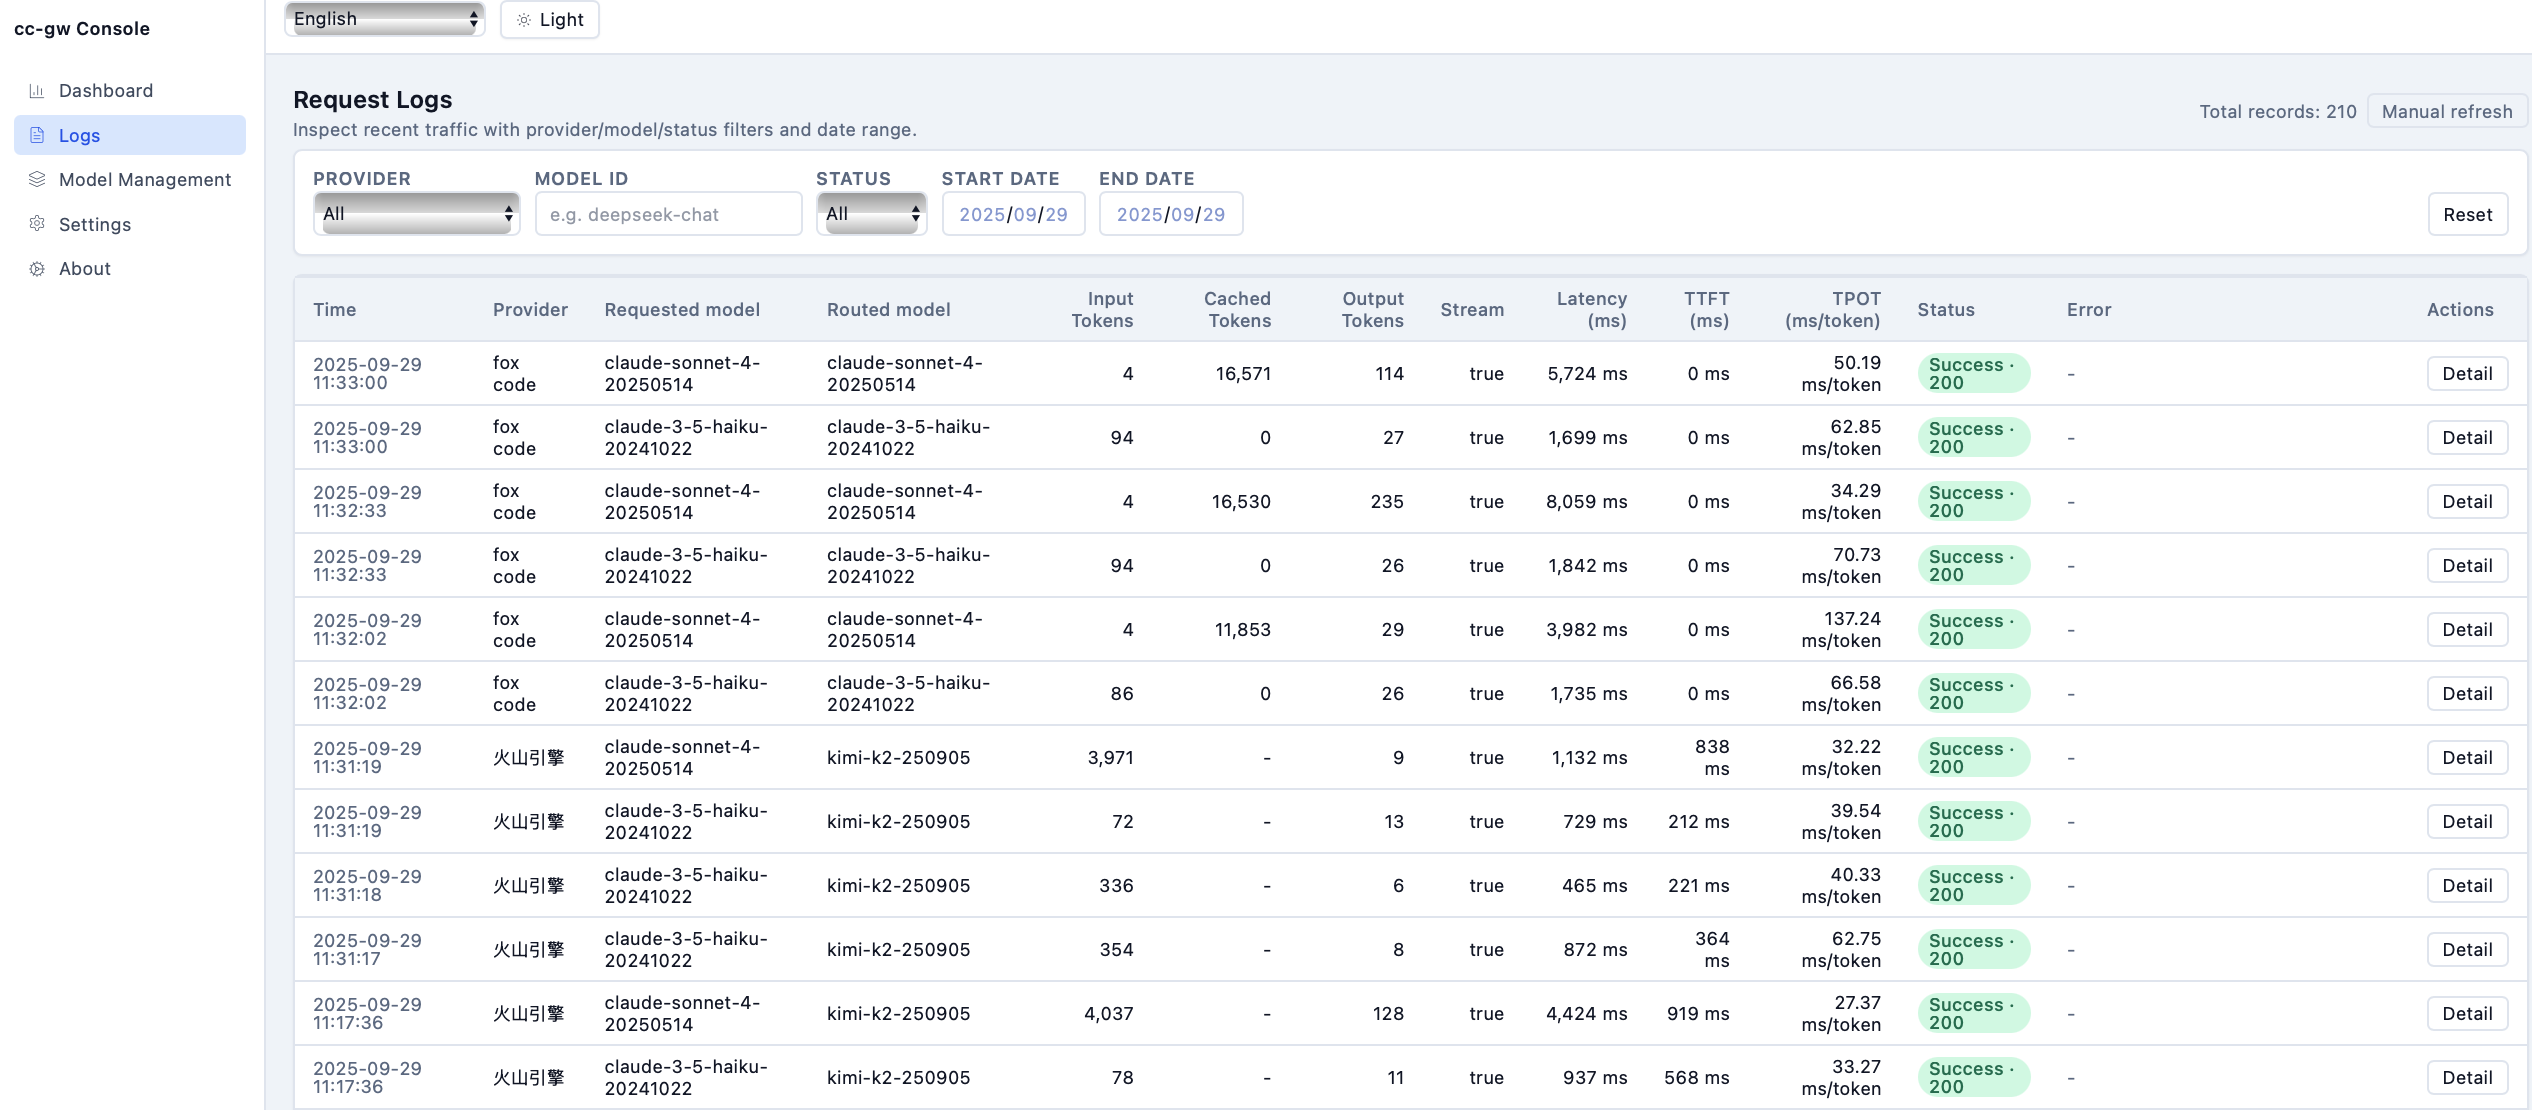 cc-gw Console
English
Light
Dashboard
Logs
Model Management
Settings
About
Request Logs
Inspect recent traffic with provider/model/status filters and date range.
Total records: 210
Manual refresh
PROVIDER
MODEL ID
STATUS
START DATE
END DATE
All
e.g. deepseek-chat
All
2025/09/29
2025/09/29
Reset
Time
Provider
Requested model
Routed model
Input
Tokens
Cached
Tokens
Output
Tokens
Stream
Latency
(ms)
TTFT
(ms)
TPOT
(ms/token)
Status
Error
Actions
2025-09-29
11:33:00
fox
code
claude-sonnet-4-
20250514
claude-sonnet-4-
20250514
4
16,571
114
true
5,724 ms
0 ms
50.19
ms/token
Success ·
200
-
Detail
2025-09-29
11:33:00
fox
code
claude-3-5-haiku-
20241022
claude-3-5-haiku-
20241022
94
0
27
true
1,699 ms
0 ms
62.85
ms/token
Success ·
200
-
Detail
2025-09-29
11:32:33
fox
code
claude-sonnet-4-
20250514
claude-sonnet-4-
20250514
4
16,530
235
true
8,059 ms
0 ms
34.29
ms/token
Success ·
200
-
Detail
2025-09-29
11:32:33
fox
code
claude-3-5-haiku-
20241022
claude-3-5-haiku-
20241022
94
0
26
true
1,842 ms
0 ms
70.73
ms/token
Success ·
200
-
Detail
2025-09-29
11:32:02
fox
code
claude-sonnet-4-
20250514
claude-sonnet-4-
20250514
4
11,853
29
true
3,982 ms
0 ms
137.24
ms/token
Success ·
200
-
Detail
2025-09-29
11:32:02
fox
code
claude-3-5-haiku-
20241022
claude-3-5-haiku-
20241022
86
0
26
true
1,735 ms
0 ms
66.58
ms/token
Success ·
200
-
Detail
2025-09-29
11:31:19
火山引擎
claude-sonnet-4-
20250514
kimi-k2-250905
3,971
-
9
true
1,132 ms
838
ms
32.22
ms/token
Success ·
200
-
Detail
2025-09-29
11:31:19
火山引擎
claude-3-5-haiku-
20241022
kimi-k2-250905
72
-
13
true
729 ms
212 ms
39.54
ms/token
Success ·
200
-
Detail
2025-09-29
11:31:18
火山引擎
claude-3-5-haiku-
20241022
kimi-k2-250905
336
-
6
true
465 ms
221 ms
40.33
ms/token
Success ·
200
-
Detail
2025-09-29
11:31:17
火山引擎
claude-3-5-haiku-
20241022
kimi-k2-250905
354
-
8
true
872 ms
364
ms
62.75
ms/token
Success ·
200
-
Detail
2025-09-29
11:17:36
火山引擎
claude-sonnet-4-
20250514
kimi-k2-250905
4,037
-
128
true
4,424 ms
919 ms
27.37
ms/token
Success ·
200
-
Detail
2025-09-29
11:17:36
火山引擎
claude-3-5-haiku-
20241022
kimi-k2-250905
78
-
11
true
937 ms
568 ms
33.27
ms/token
Success ·
200
-
Detail